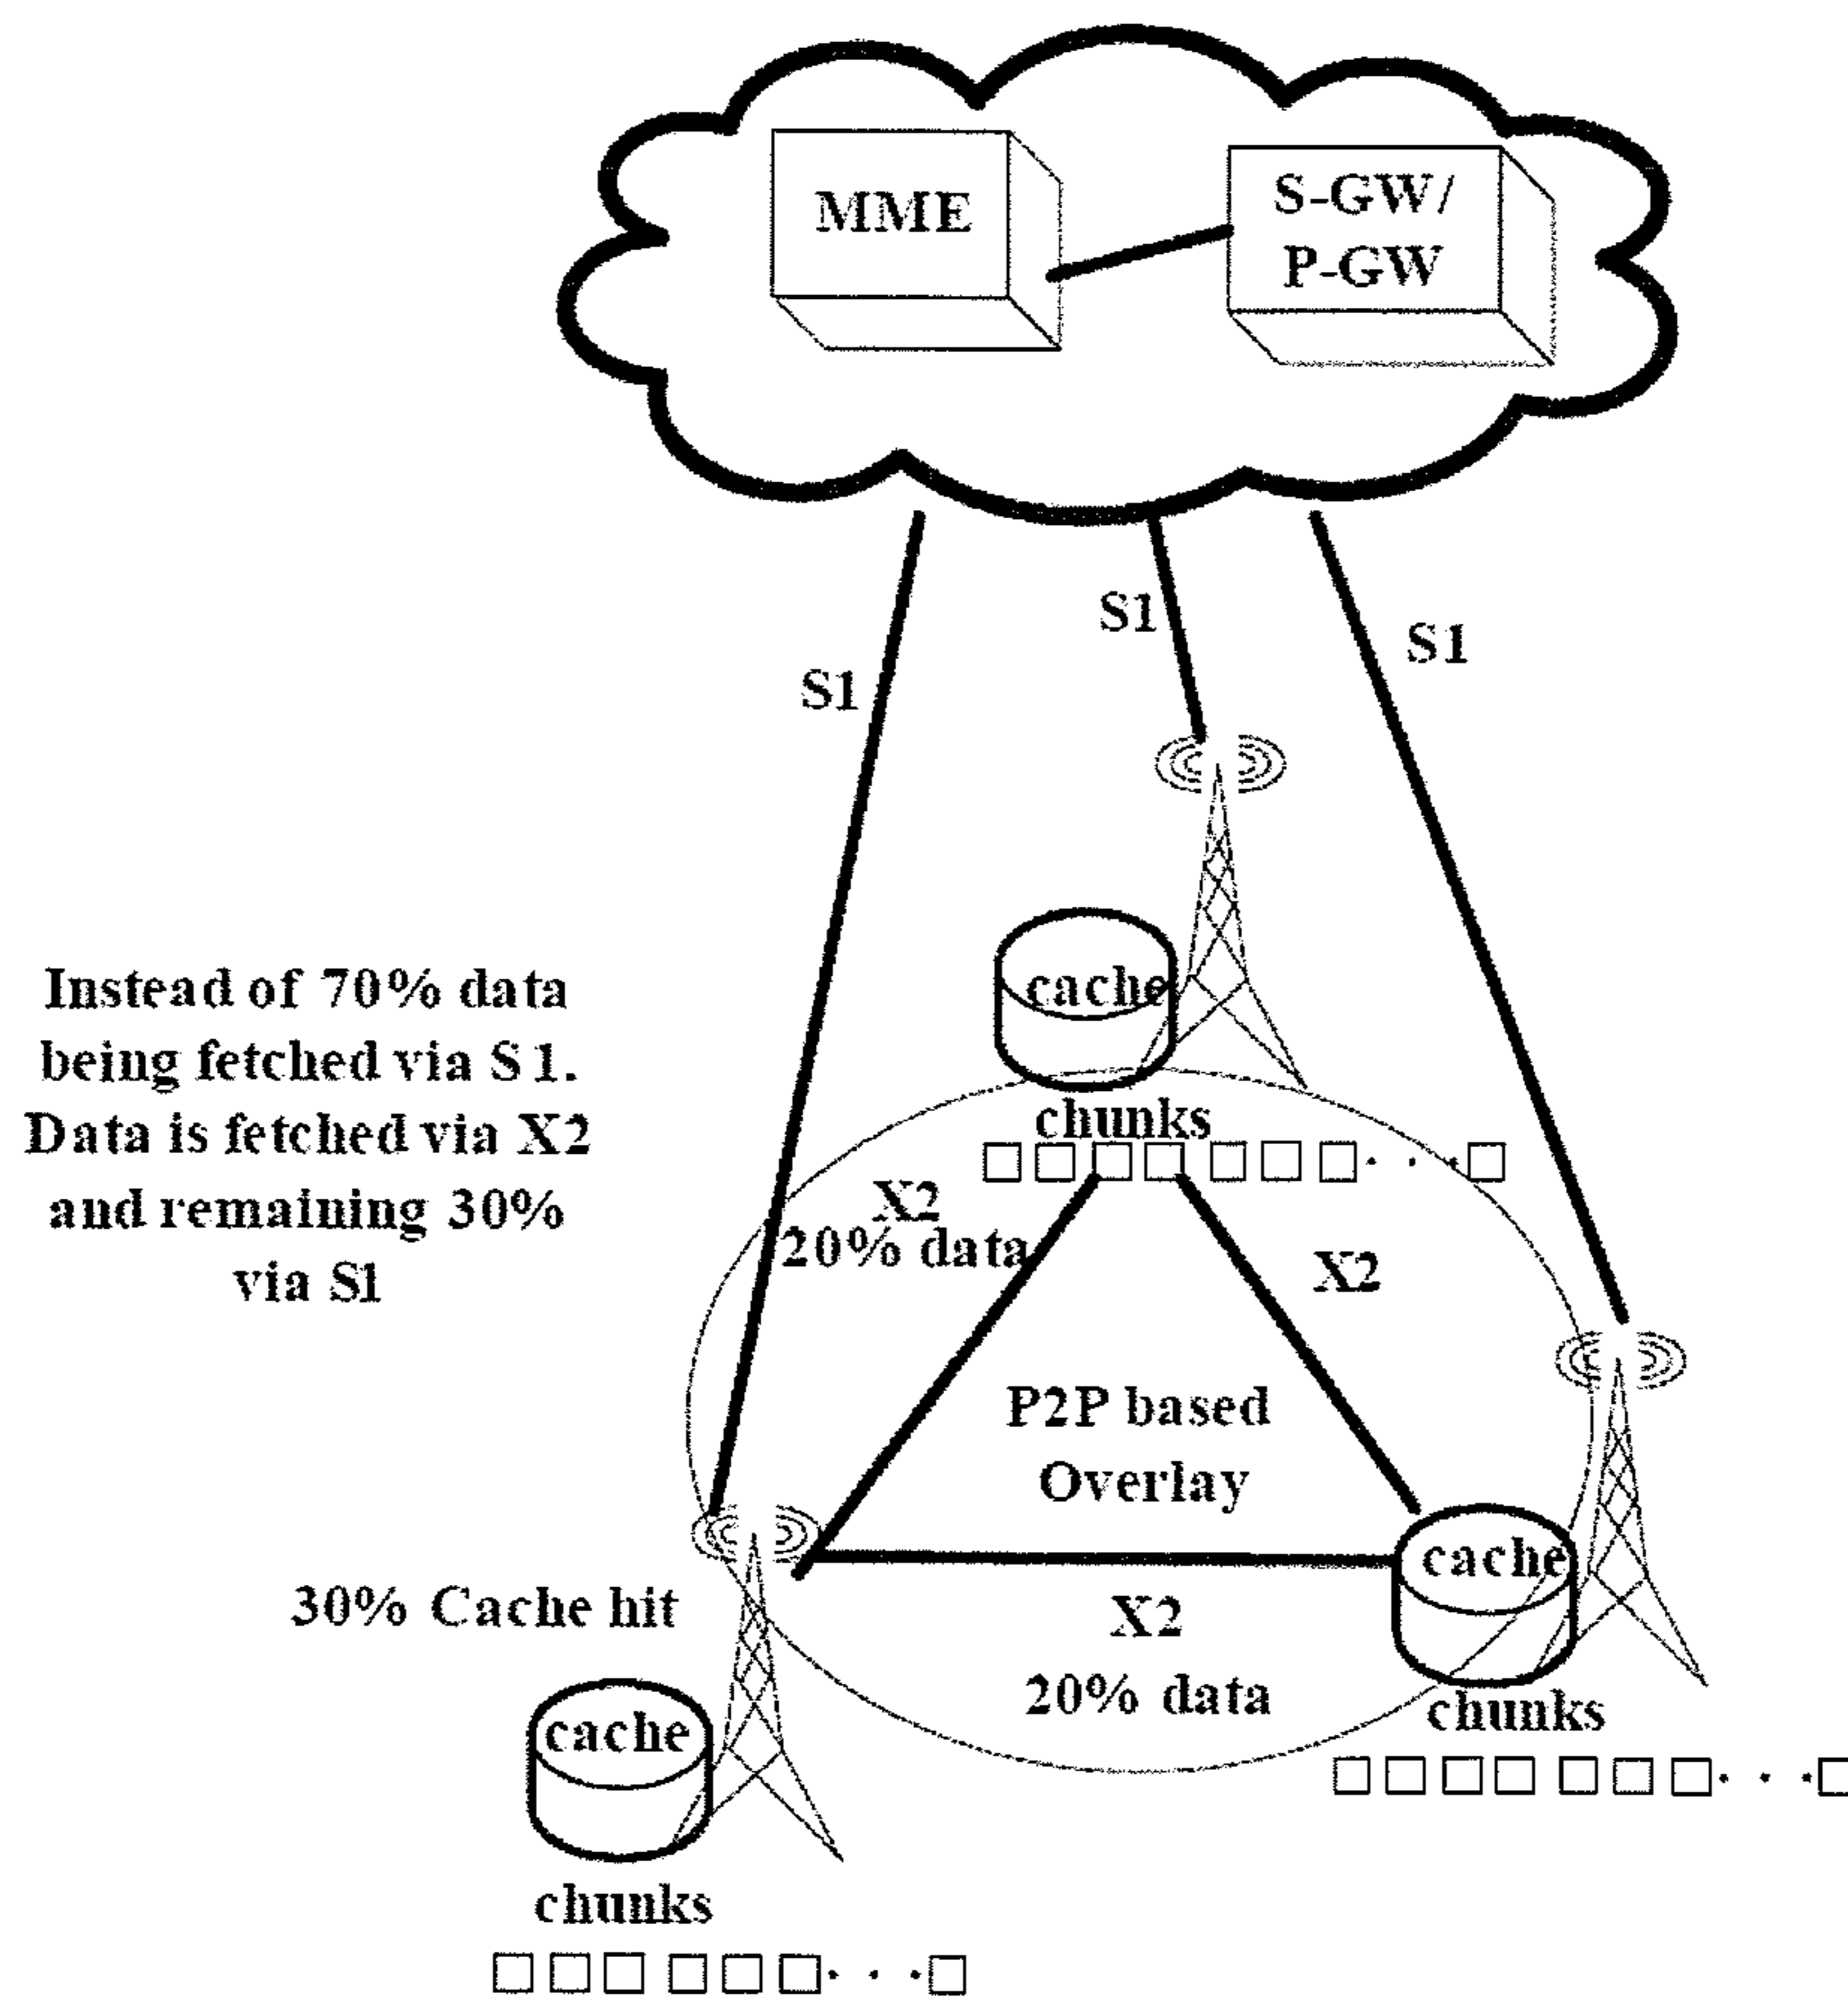 MME
S-GW/
P-GW
S1
S1
S1
cache
chunks
Instead of 70% data
being fetched via S1.
Data is fetched via X2
and remaining 30%
via S1
X2
20% data
X2
P2P based
Overlay
cache
30% Cache hit
X2
20% data
chunks
cache
chunks